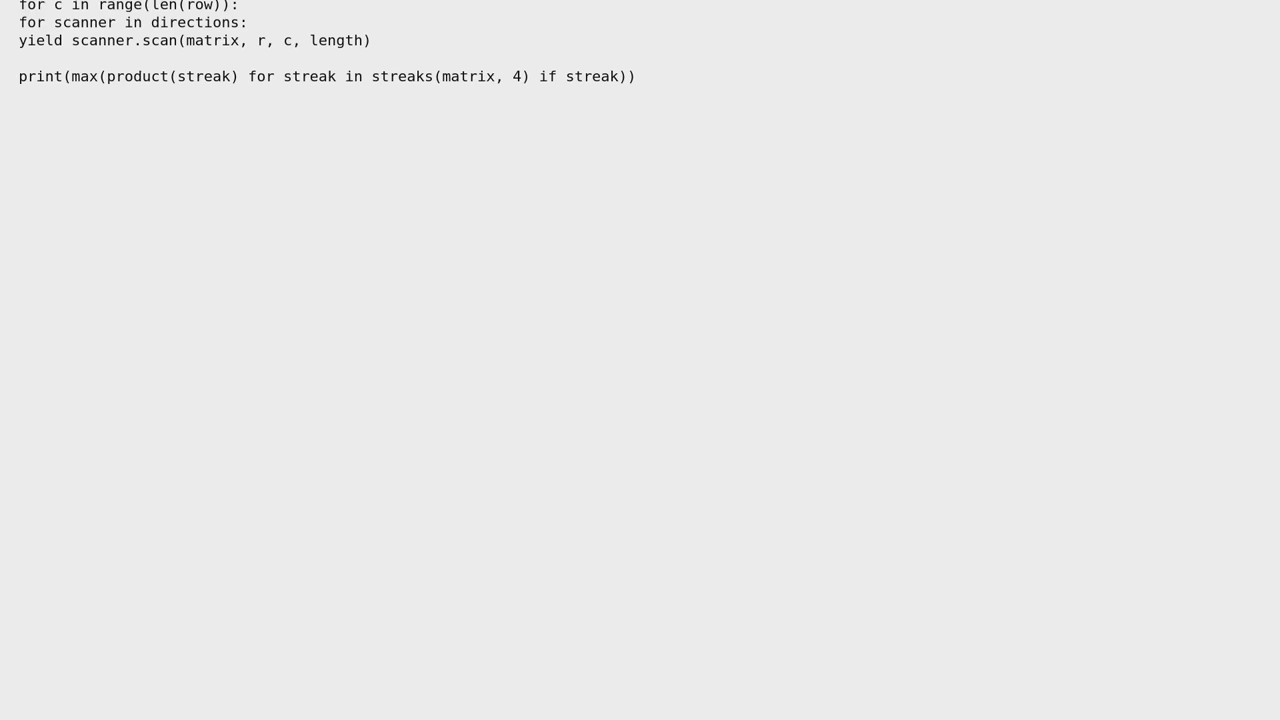 for c in range(len(row)):
for scanner in directions:
yield scanner.scan(matrix, r, c, length)

print(max(product(streak) for streak in streaks(matrix, 4) if streak))